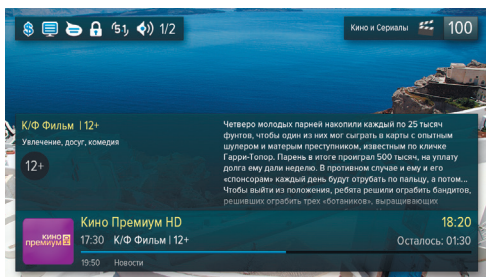 $ 5.1 1/2
Кино и Сериалы 100
К/Ф Фильм | 12+
Увлечение, досуг, комедия
12+
Четверо молодых парней накопили каждый по 25 тысяч
фунтов, чтобы один из них мог сыграть в карты с опытным
шулером и матерым преступником, известным по кличке
Гарри-Топор. Парень в итоге проиграл 500 тысяч, на уплату
долга ему дали неделю. В противном случае и ему и его
«спонсорам» каждый день будут отрубать по пальцу, а потом...
Чтобы выйти из положения, ребята решили ограбить бандитов,
решивших ограбить трех «ботаников», выращивающих
кино
премиум HD
Кино Премиум HD 18:20
17:30 К/Ф Фильм | 12+ Осталось: 01:30
19:50 Новости